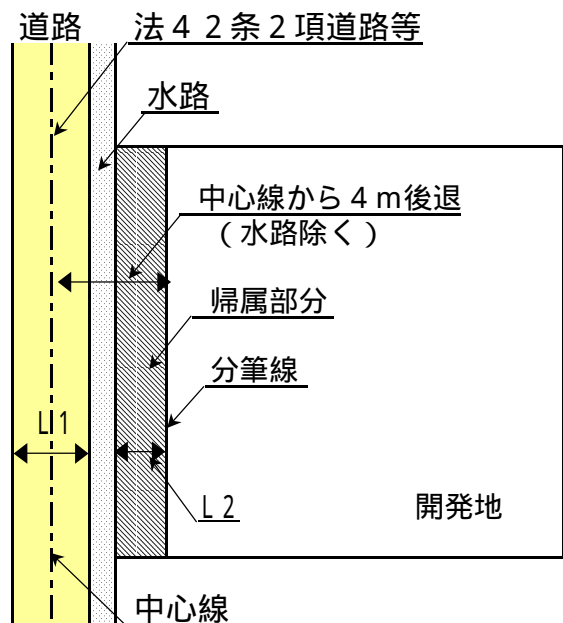 道路
法４２条２項道路等
水路
中心線から４ｍ後退
（水路除く）
帰属部分
分筆線
Ｌ１
Ｌ２
開発地
中心線